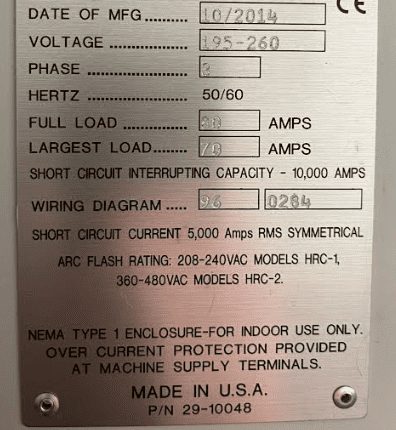 DATE OF MFG ........... 10/2014 CE
VOLTAGE ................. 195-260
PHASE .................... 3
HERTZ .................... 50/60
FULL LOAD .............. AMPS
LARGEST LOAD....... 70 AMPS
SHORT CIRCUIT INTERRUPTING CAPACITY - 10,000 AMPS
WIRING DIAGRAM ..... 96 0284
SHORT CIRCUIT CURRENT 5,000 Amps RMS SYMMETRICAL
ARC FLASH RATING: 208-240VAC MODELS HRC-1,
360-480VAC MODELS HRC-2.
NEMA TYPE 1 ENCLOSURE-FOR INDOOR USE ONLY.
OVER CURRENT PROTECTION PROVIDED
AT MACHINE SUPPLY TERMINALS.
MADE IN U.S.A.
P/N 29-10048